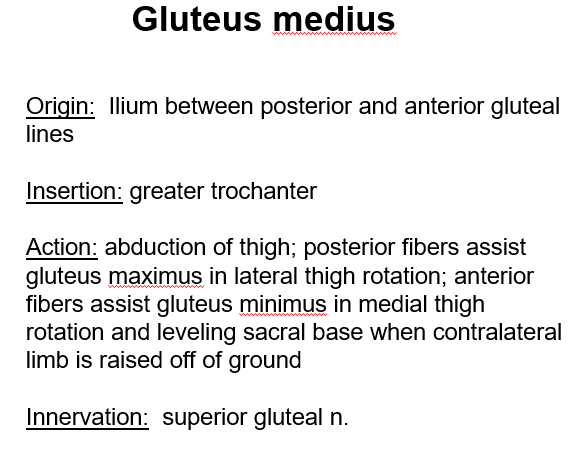 Gluteus medius
Origin:  Ilium between posterior and anterior gluteal
lines
Insertion: greater trochanter
Action: abduction of thigh; posterior fibers assist
gluteus maximus in lateral thigh rotation; anterior
fibers assist gluteus minimus in medial thigh
rotation and leveling sacral base when contralateral
limb is raised off of ground
Innervation:  superior gluteal n.